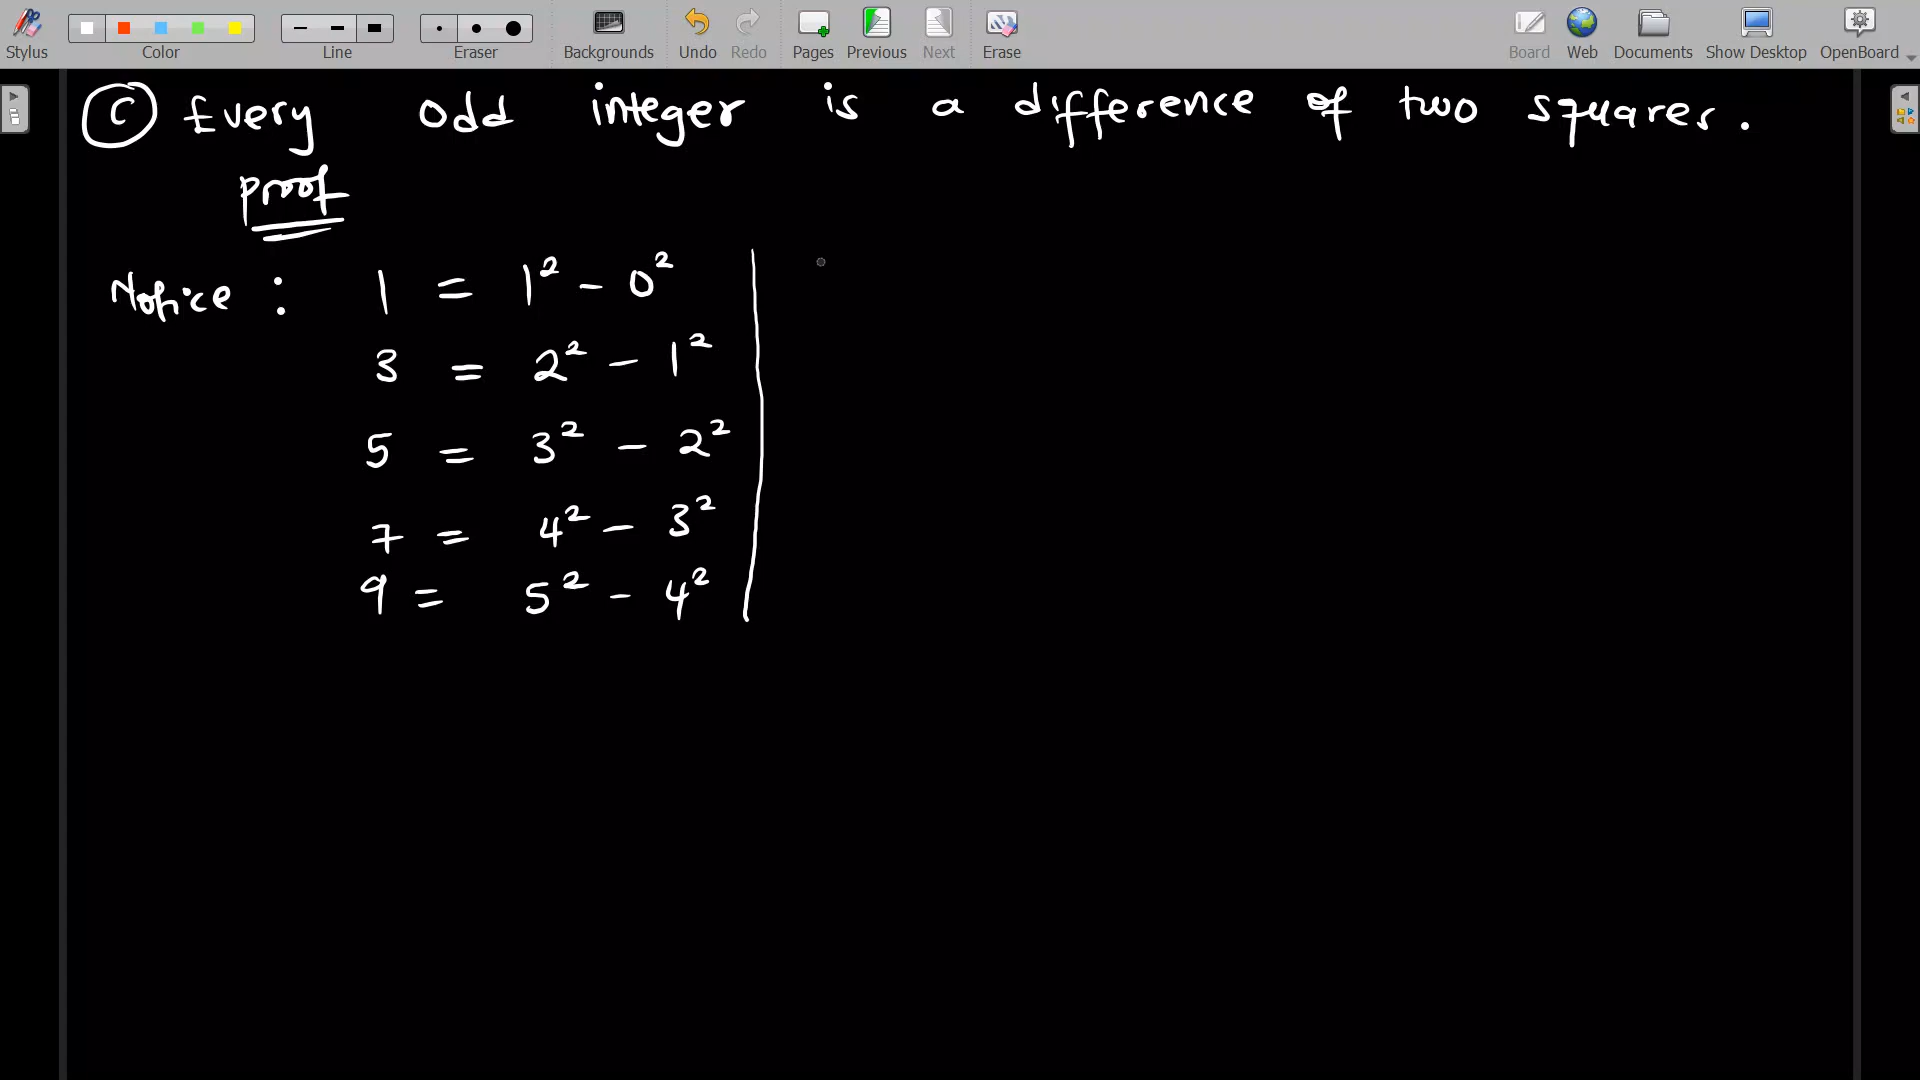 Stylus Color Line Eraser Backgrounds Undo Redo Pages Previous Next Erase Board Web Documents Show Desktop OpenBoard
Ⓒ Every odd integer is a difference of two squares.
Proof
Notice : 1 = 1² - 0²
3 = 2² - 1²
5 = 3² - 2²
7 = 4² - 3²
9 = 5² - 4²